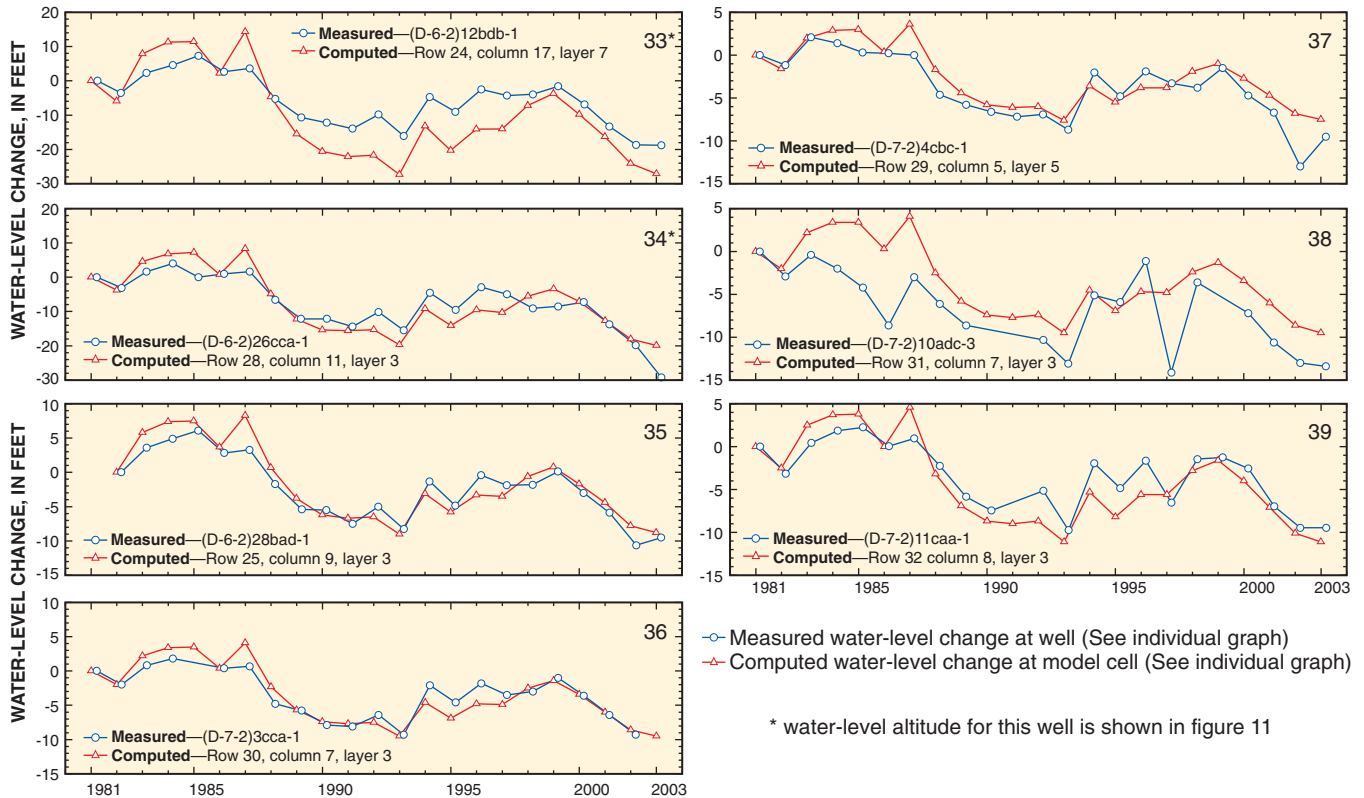 WATER-LEVEL CHANGE, IN FEET
20
10
0
-10
-20
-30
Measured—(D-6-2)12bdb-1
Computed—Row 24, column 17, layer 7
33*
20
10
0
-10
-20
-30
Measured—(D-6-2)26cca-1
Computed—Row 28, column 11, layer 3
34*
WATER-LEVEL CHANGE, IN FEET
10
5
0
-5
-10
-15
Measured—(D-6-2)28bad-1
Computed—Row 25, column 9, layer 3
35
10
5
0
-5
-10
-15
Measured—(D-7-2)3cca-1
Computed—Row 30, column 7, layer 3
36
1981 1985 1990 1995 2000 2003
5
0
-5
-10
-15
Measured—(D-7-2)4cbc-1
Computed—Row 29, column 5, layer 5
37
5
0
-5
-10
-15
Measured—(D-7-2)10adc-3
Computed—Row 31, column 7, layer 3
38
5
0
-5
-10
-15
Measured—(D-7-2)11caa-1
Computed—Row 32 column 8, layer 3
39
1981 1985 1990 1995 2000 2003
Measured water-level change at well (See individual graph)
Computed water-level change at model cell (See individual graph)
* water-level altitude for this well is shown in figure 11